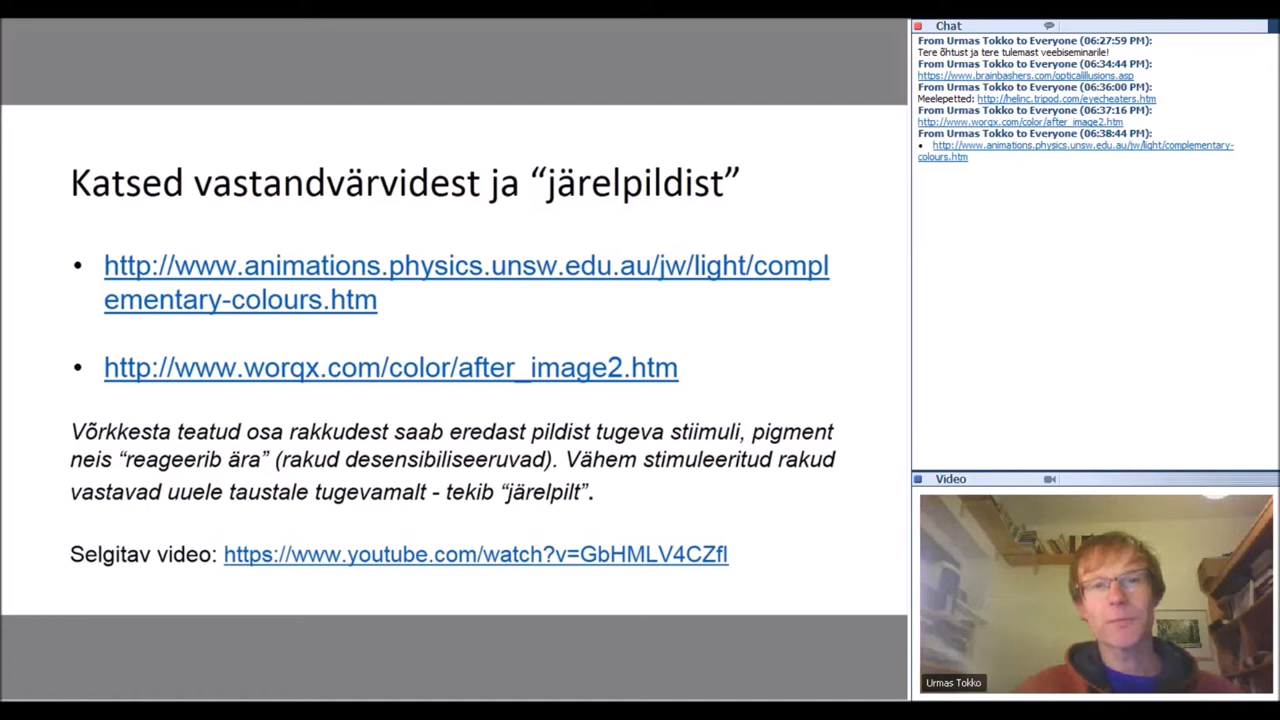 Katsed vastandvärvidest ja “järelpildist”
• http://www.animations.physics.unsw.edu.au/jw/light/compl
ementary-colours.htm
• http://www.worqx.com/color/after_image2.htm
Võrkkesta teatud osa rakkudest saab eredast pildist tugeva stiimuli, pigment
neis “reageerib ära” (rakud desensibiliseeruvad). Vähem stimuleeritud rakud
vastavad uuele taustale tugevamalt - tekib “järelpilt”.
Selgitav video: https://www.youtube.com/watch?v=GbHMLV4CZfI
Chat
From Urmas Tokko to Everyone (06:27:59 PM):
Tere õhtust ja tere tulemast veebiseminarile!
From Urmas Tokko to Everyone (06:34:44 PM):
https://www.brainbashers.com/opticalillusions.asp
From Urmas Tokko to Everyone (06:36:00 PM):
Meelepetted: http://helinc.tripod.com/eyecheaters.htm
From Urmas Tokko to Everyone (06:37:16 PM):
http://www.worqx.com/color/after_image2.htm
From Urmas Tokko to Everyone (06:38:44 PM):
• http://www.animations.physics.unsw.edu.au/jw/light/complementary-
colours.htm
Video
Urmas Tokko